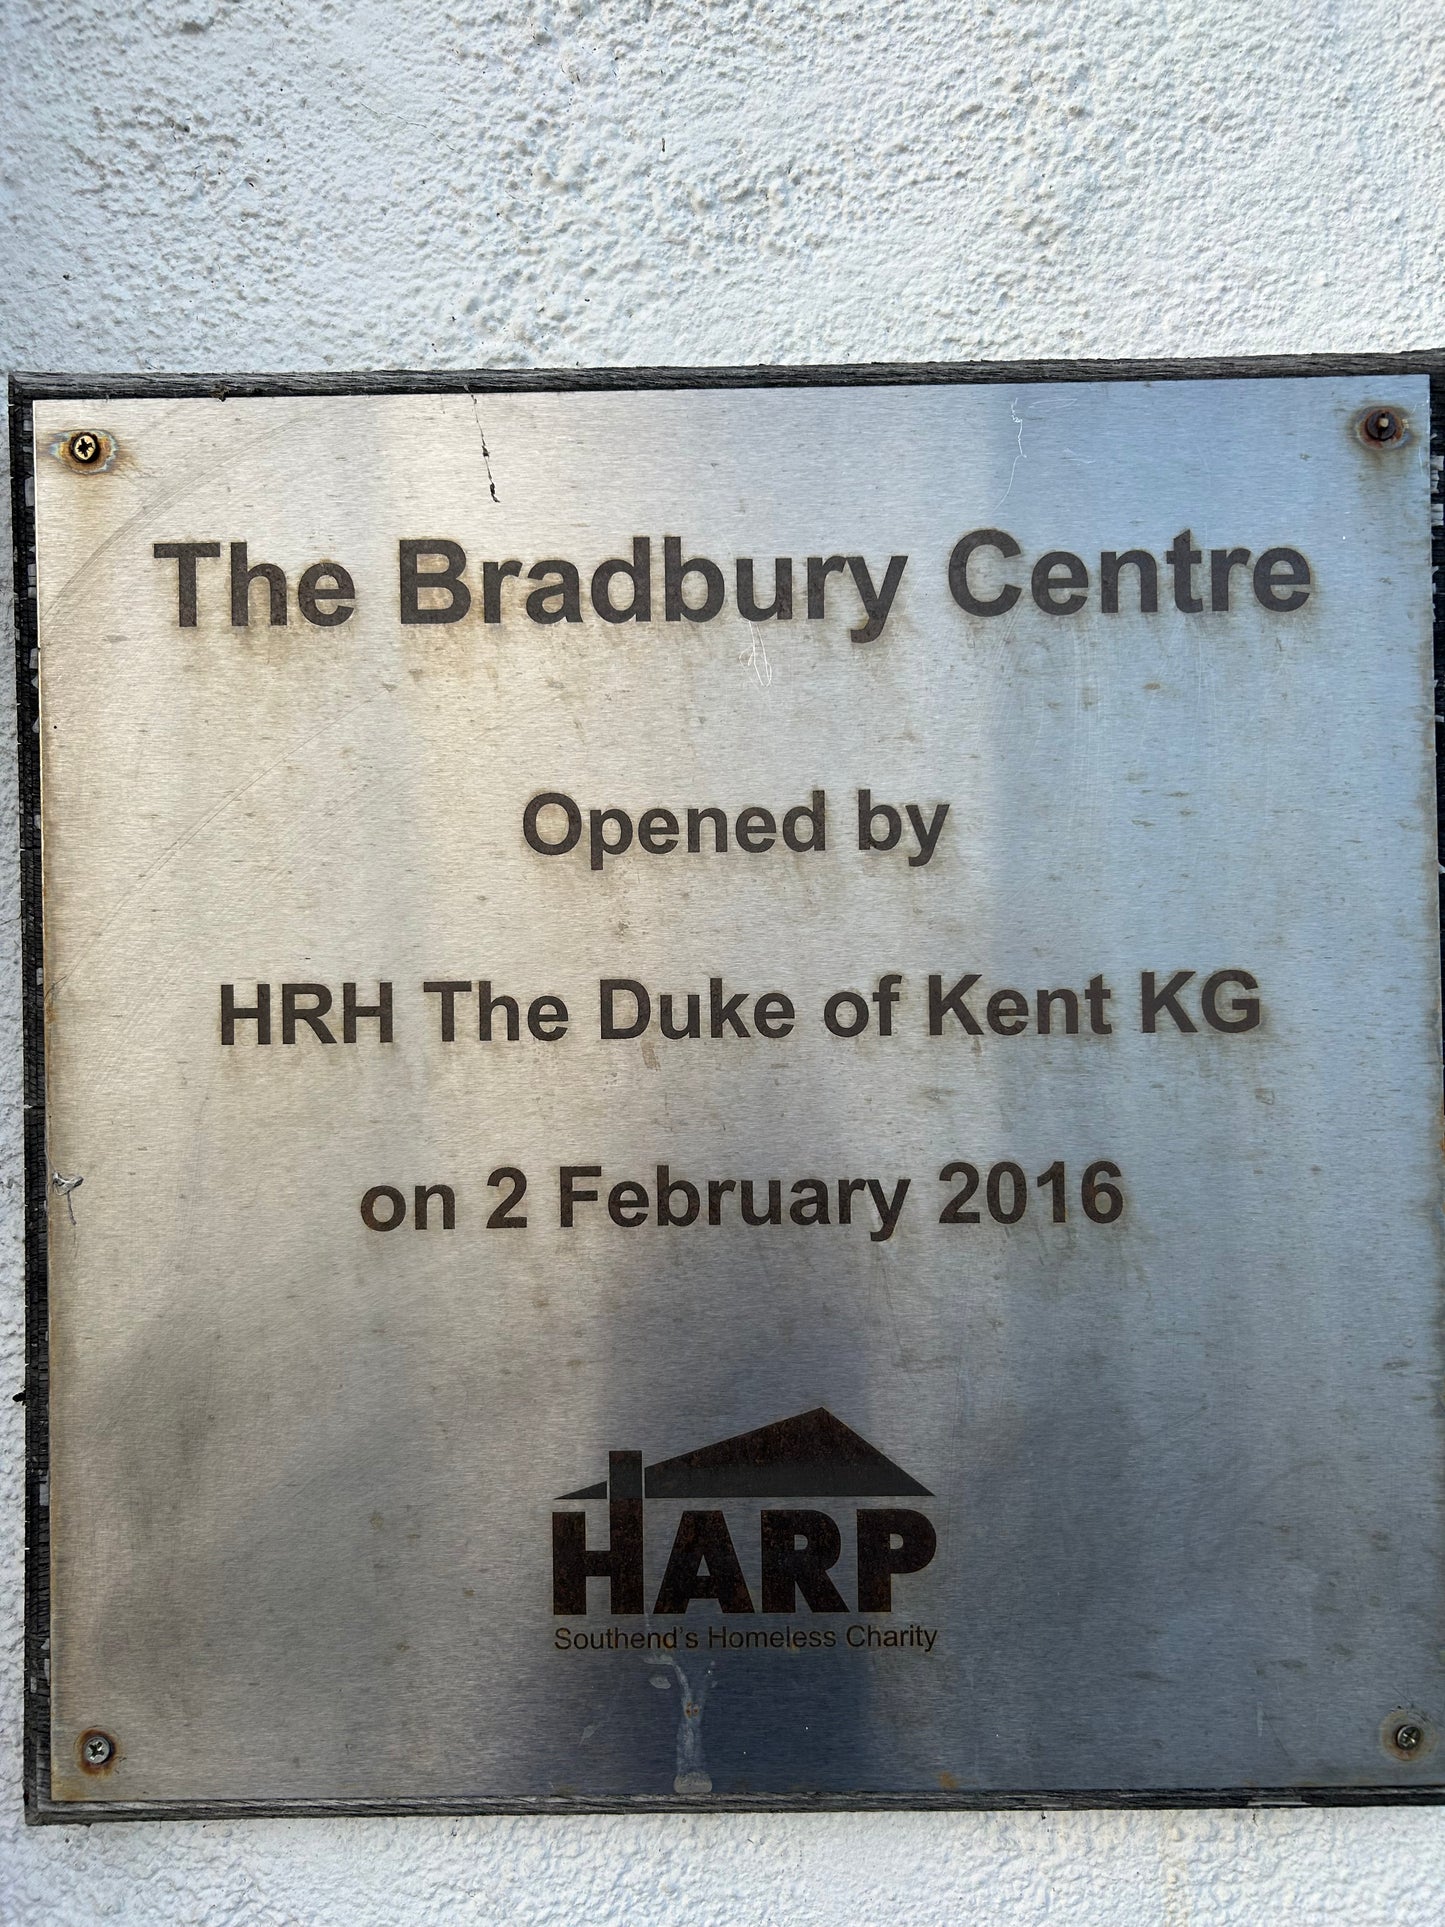 The Bradbury Centre
Opened by
HRH The Duke of Kent KG
on 2 February 2016
HARP
Southend's Homeless Charity